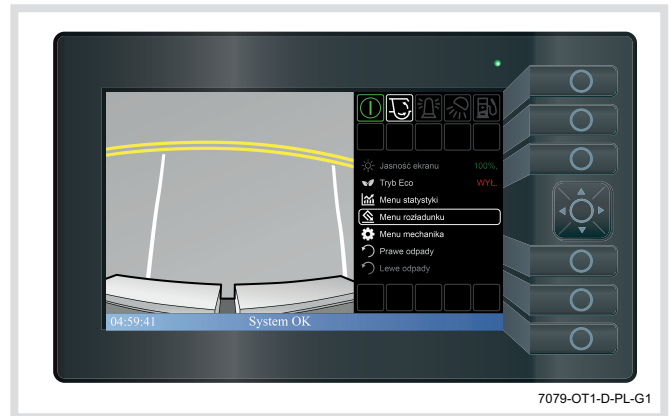 Jasność ekranu 100%,
Tryb Eco WYŁ.
Menu statystyki
Menu rozładunku
Menu mechanika
Prawe odpady
Lewe odpady
04:59:41 System OK
7079-OT1-D-PL-G1